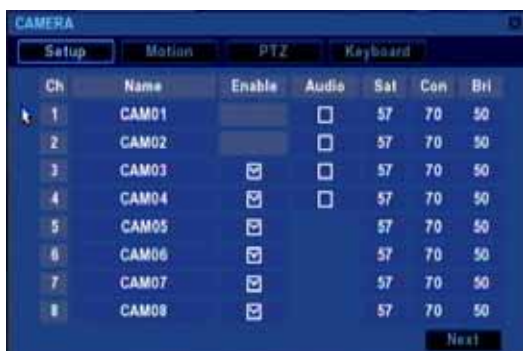 CAMERA
Setup Motion PTZ Keyboard
Ch Name Enable Audio Sat Con Bri
1 CAM01 57 70 50
2 CAM02 57 70 50
3 CAM03 57 70 50
4 CAM04 57 70 50
5 CAM05 57 70 50
6 CAM06 57 70 50
7 CAM07 57 70 50
8 CAM08 57 70 50
Next